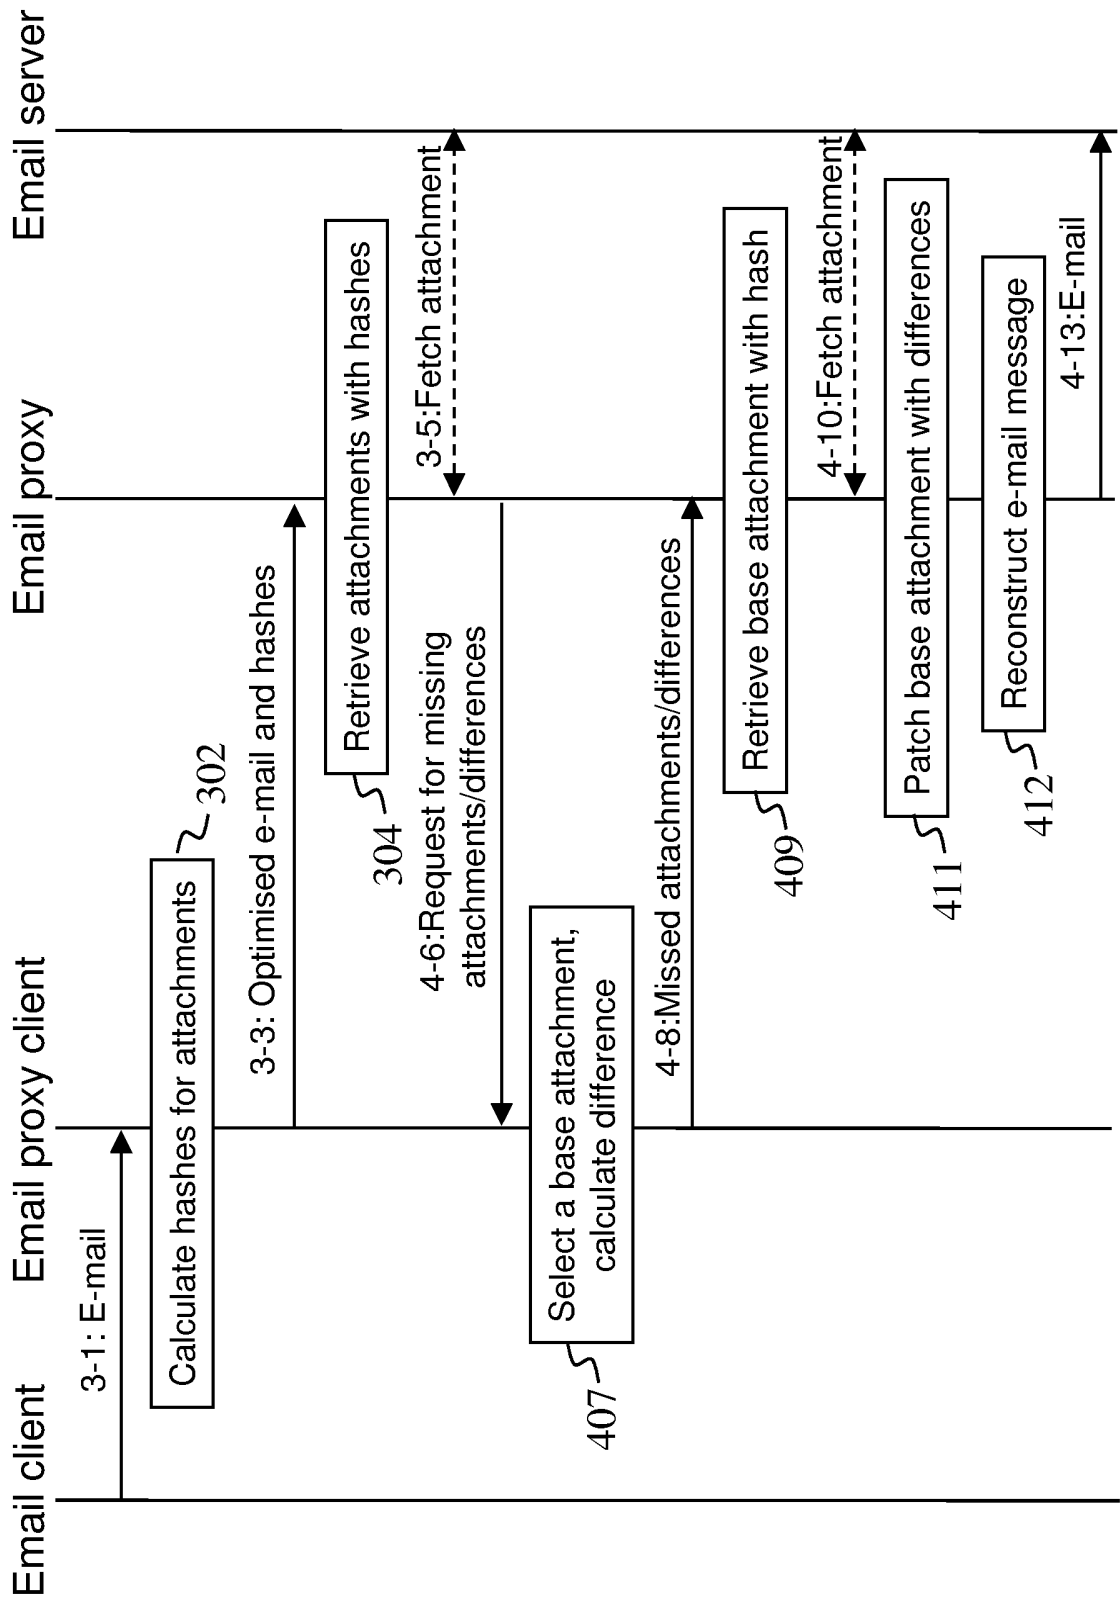 Email client
Email proxy client
Email proxy
Email server
3-1: E-mail
Calculate hashes for attachments
302
3-3: Optimised e-mail and hashes
Retrieve attachments with hashes
304
3-5:Fetch attachment
4-6:Request for missing
attachments/differences
Select a base attachment,
calculate difference
407
4-8:Missed attachments/differences
Retrieve base attachment with hash
409
4-10:Fetch attachment
Patch base attachment with differences
411
Reconstruct e-mail message
412
4-13:E-mail